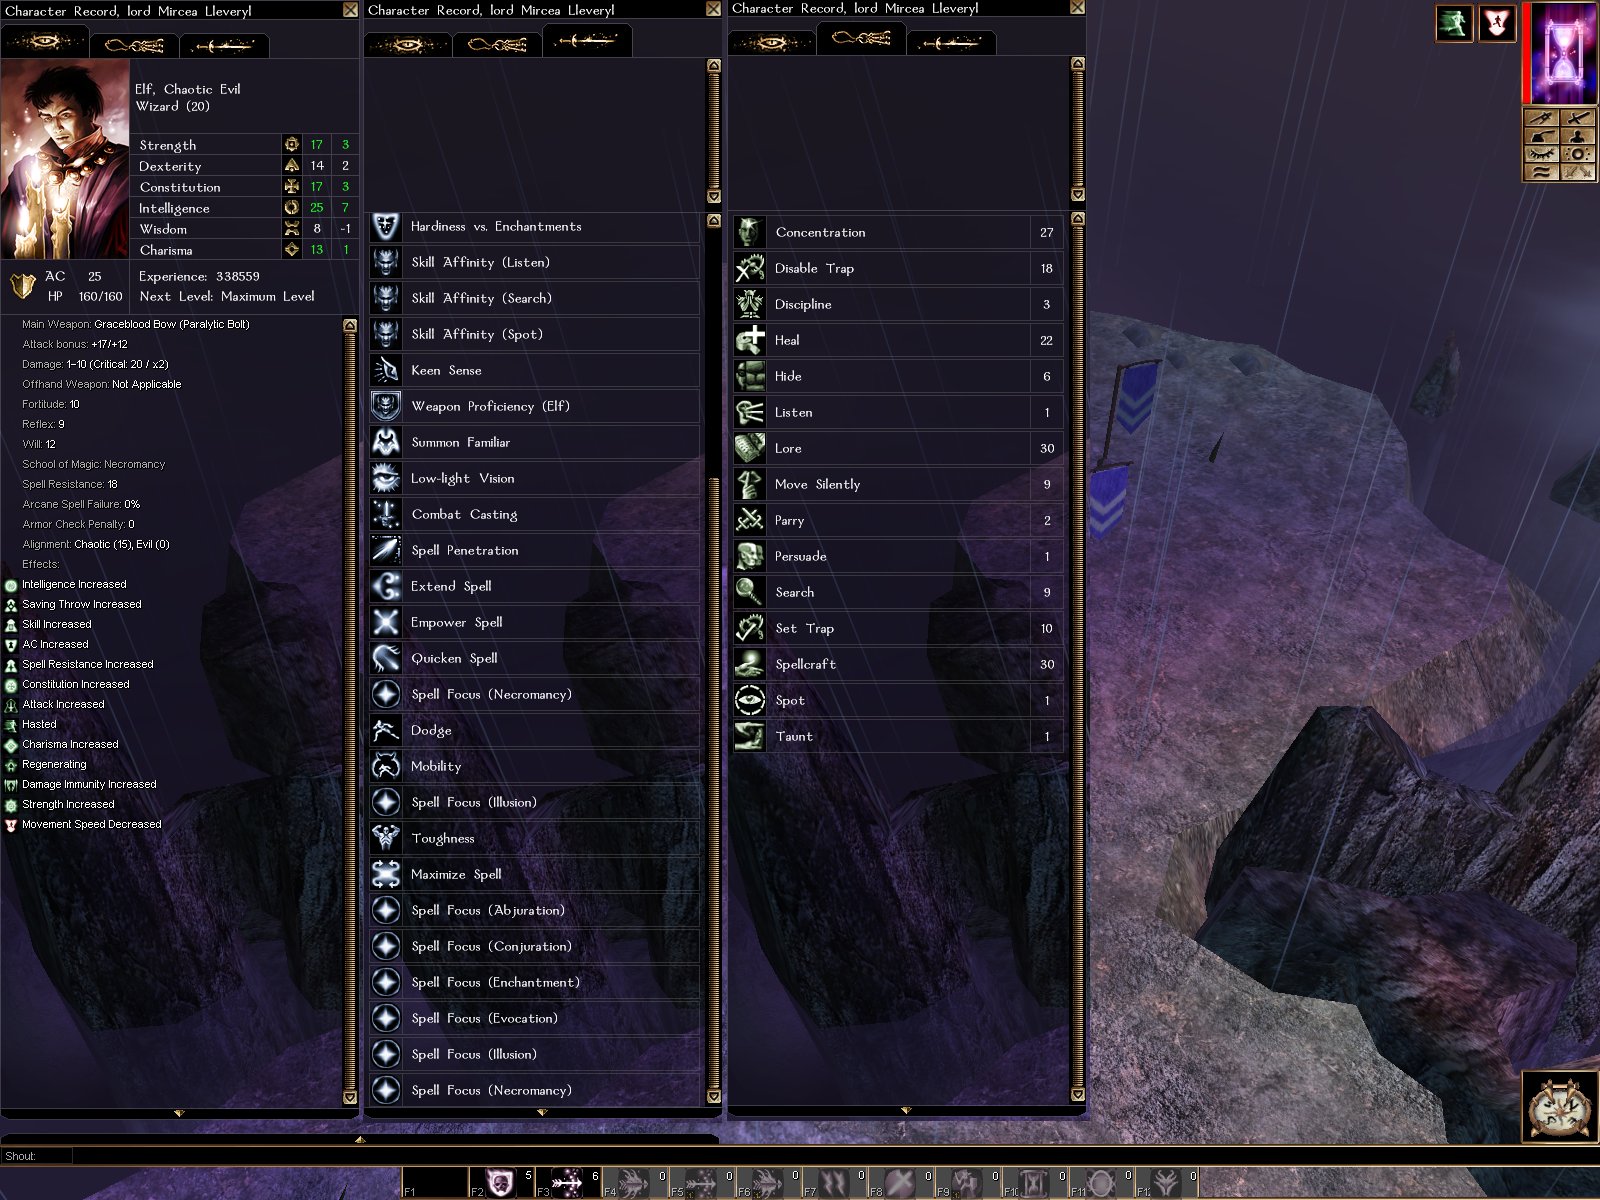 Character Record, lord Mircea Lleveryl
Elf, Chaotic Evil
Wizard (20)
Strength 17 3
Dexterity 14 2
Constitution 17 3
Intelligence 25 7
Wisdom 8 -1
Charisma 13 1
AC 25
HP 160/160
Experience: 338559
Next Level: Maximum Level
Main Weapon: Graceblood Bow (Paralytic Bolt)
Attack bonus: +17/+12
Damage: 1-10 (Critical: 20 / x2)
Offhand Weapon: Not Applicable
Fortitude: 10
Reflex: 9
Will: 12
School of Magic: Necromancy
Spell Resistance: 18
Arcane Spell Failure: 0%
Armor Check Penalty: 0
Alignment: Chaotic (15), Evil (0)
Effects:
Intelligence Increased
Saving Throw Increased
Skill Increased
AC Increased
Spell Resistance Increased
Constitution Increased
Attack Increased
Hasted
Charisma Increased
Regenerating
Damage Immunity Increased
Strength Increased
Movement Speed Decreased
Character Record, lord Mircea Lleveryl
Hardiness vs. Enchantments
Skill Affinity (Listen)
Skill Affinity (Search)
Skill Affinity (Spot)
Keen Sense
Weapon Proficiency (Elf)
Summon Familiar
Low-light Vision
Combat Casting
Spell Penetration
Extend Spell
Empower Spell
Quicken Spell
Spell Focus (Necromancy)
Dodge
Mobility
Spell Focus (Illusion)
Toughness
Maximize Spell
Spell Focus (Abjuration)
Spell Focus (Conjuration)
Spell Focus (Enchantment)
Spell Focus (Evocation)
Spell Focus (Illusion)
Spell Focus (Necromancy)
Character Record, lord Mircea Lleveryl
Concentration 27
Disable Trap 18
Discipline 3
Heal 22
Hide 6
Listen 1
Lore 30
Move Silently 9
Parry 2
Persuade 1
Search 9
Set Trap 10
Spellcraft 30
Spot 1
Taunt 1
Shout:
F1 F2 5 F3 6 F4 0 F5 0 F6 0 F7 0 F8 0 F9 0 F10 0 F11 0 F12 0